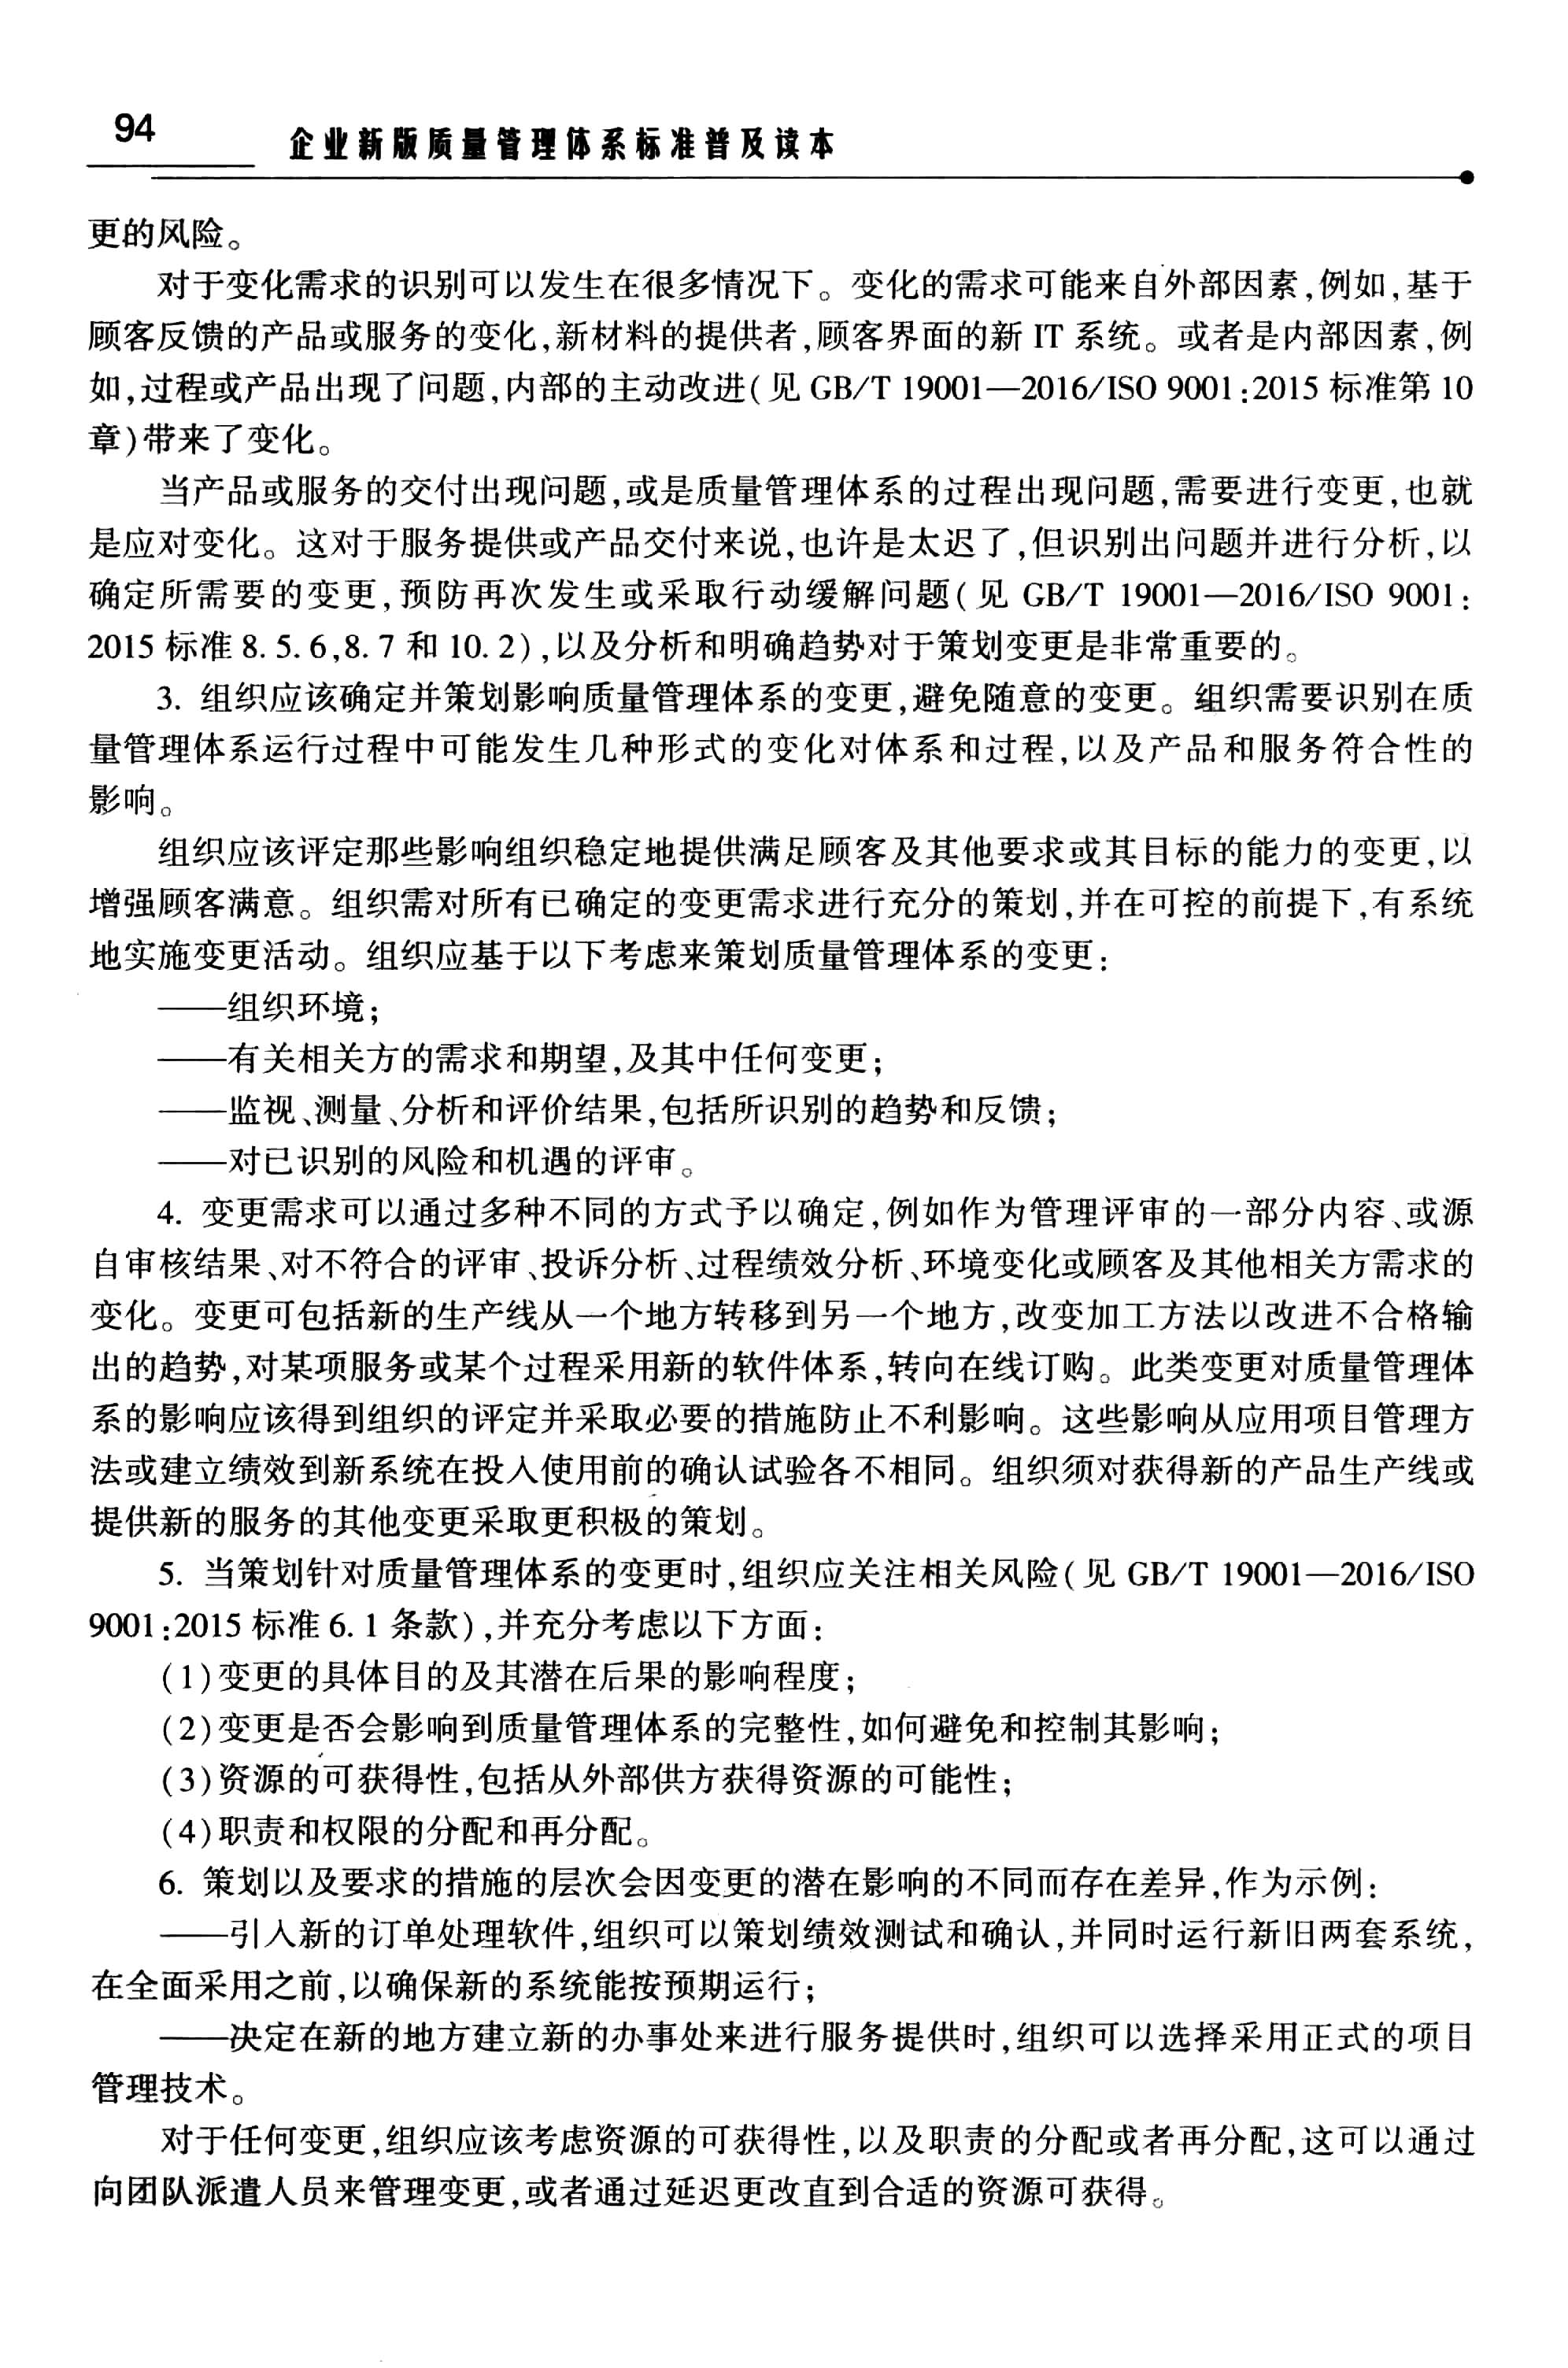 94
企业新版质量管理体系标准普及读本
更的风险。
对于变化需求的识别可以发生在很多情况下。变化的需求可能来自外部因素,例如,基于
顾客反馈的产品或服务的变化,新材料的提供者,顾客界面的新 IT 系统。或者是内部因素,例
如,过程或产品出现了问题,内部的主动改进(见 GB/T 19001—2016/ISO 9001:2015 标准第 10
章)带来了变化。
当产品或服务的交付出现问题,或是质量管理体系的过程出现问题,需要进行变更,也就
是应对变化。这对于服务提供或产品交付来说,也许是太迟了,但识别出问题并进行分析,以
确定所需要的变更,预防再次发生或采取行动缓解问题(见 GB/T 19001—2016/ISO 9001:
2015 标准 8. 5. 6,8. 7 和 10. 2),以及分析和明确趋势对于策划变更是非常重要的。
3. 组织应该确定并策划影响质量管理体系的变更,避免随意的变更。组织需要识别在质
量管理体系运行过程中可能发生几种形式的变化对体系和过程,以及产品和服务符合性的
影响。
组织应该评定那些影响组织稳定地提供满足顾客及其他要求或其目标的能力的变更,以
增强顾客满意。组织需对所有已确定的变更需求进行充分的策划,并在可控的前提下,有系统
地实施变更活动。组织应基于以下考虑来策划质量管理体系的变更:
——组织环境;
——有关相关方的需求和期望,及其中任何变更;
——监视、测量、分析和评价结果,包括所识别的趋势和反馈;
——对已识别的风险和机遇的评审。
4. 变更需求可以通过多种不同的方式予以确定,例如作为管理评审的一部分内容、或源
自审核结果、对不符合的评审、投诉分析、过程绩效分析、环境变化或顾客及其他相关方需求的
变化。变更可包括新的生产线从一个地方转移到另一个地方,改变加工方法以改进不合格输
出的趋势,对某项服务或某个过程采用新的软件体系,转向在线订购。此类变更对质量管理体
系的影响应该得到组织的评定并采取必要的措施防止不利影响。这些影响从应用项目管理方
法或建立绩效到新系统在投入使用前的确认试验各不相同。组织须对获得新的产品生产线或
提供新的服务的其他变更采取更积极的策划。
5. 当策划针对质量管理体系的变更时,组织应关注相关风险(见 GB/T 19001—2016/ISO
9001:2015 标准 6. 1 条款),并充分考虑以下方面:
(1)变更的具体目的及其潜在后果的影响程度;
(2)变更是否会影响到质量管理体系的完整性,如何避免和控制其影响;
(3)资源的可获得性,包括从外部供方获得资源的可能性;
(4)职责和权限的分配和再分配。
6. 策划以及要求的措施的层次会因变更的潜在影响的不同而存在差异,作为示例:
——引入新的订单处理软件,组织可以策划绩效测试和确认,并同时运行新旧两套系统,
在全面采用之前,以确保新的系统能按预期运行;
——决定在新的地方建立新的办事处来进行服务提供时,组织可以选择采用正式的项目
管理技术。
对于任何变更,组织应该考虑资源的可获得性,以及职责的分配或者再分配,这可以通过
向团队派遣人员来管理变更,或者通过延迟更改直到合适的资源可获得。